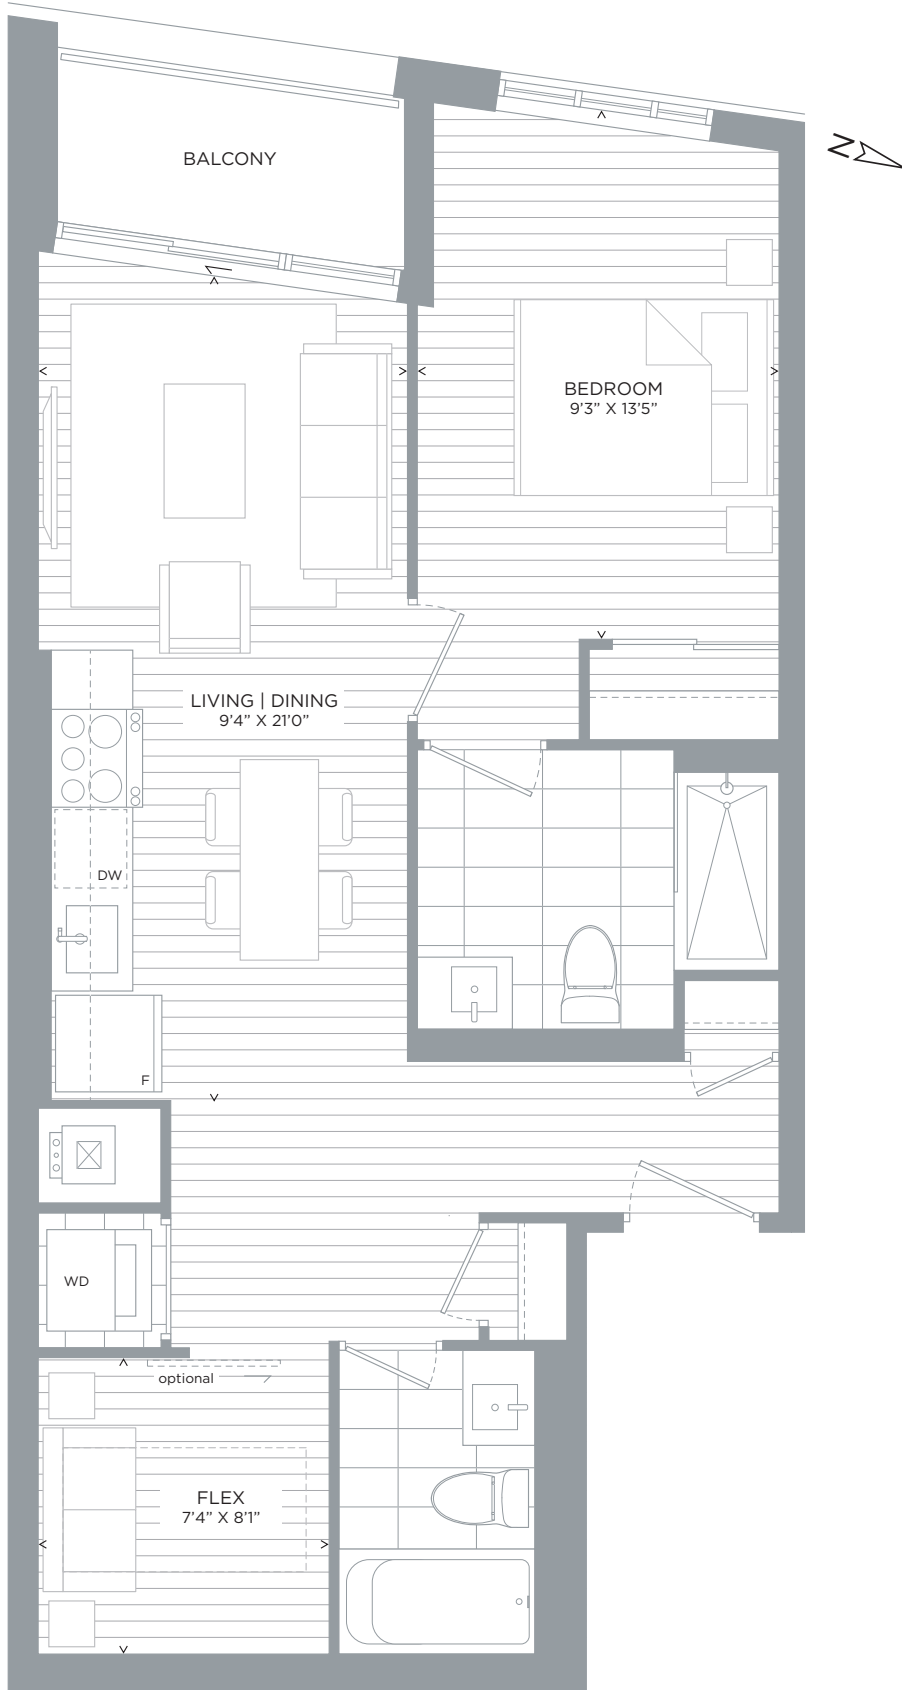 BALCONY
N
BEDROOM
9’3” X 13’5”
LIVING | DINING
9’4” X 21’0”
DW
F
WD
optional
FLEX
7’4” X 8’1”